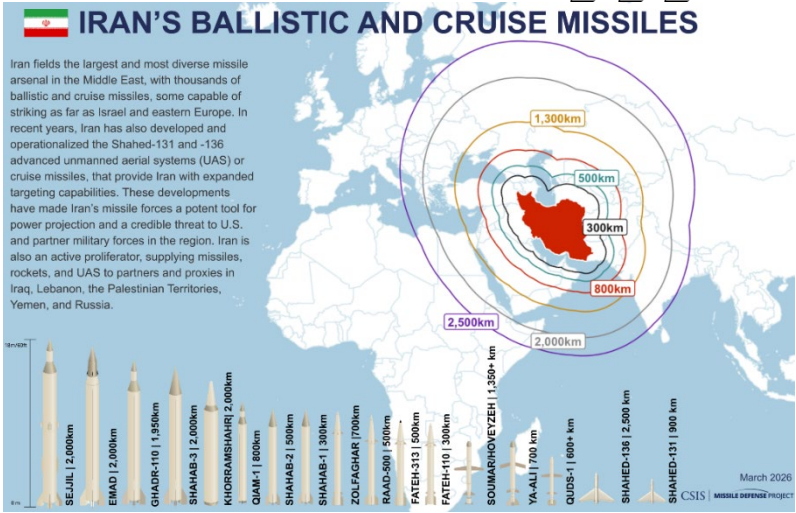 IRAN'S BALLISTIC AND CRUISE MISSILES
Iran fields the largest and most diverse missile
arsenal in the Middle East, with thousands of
ballistic and cruise missiles, some capable of
striking as far as Israel and eastern Europe. In
recent years, Iran has also developed and
operationalized the Shahed-131 and -136
advanced unmanned aerial systems (UAS) or
cruise missiles, that provide Iran with expanded
targeting capabilities. These developments
have made Iran's missile forces a potent tool for
power projection and a credible threat to U.S.
and partner military forces in the region. Iran is
also an active proliferator, supplying missiles,
rockets, and UAS to partners and proxies in
Iraq, Lebanon, the Palestinian Territories,
Yemen, and Russia.
1,300km
500km
300km
800km
2,500km
2,000km
0 m
SEJJIL | 2,000km
EMAD | 2,000km
GHADR-110 | 1,950km
SHAHAB-3 | 2,000km
KHORRAMSHAHR| 2,000km
QIAM-1 | 800km
SHAHAB-2 | 500km
SHAHAB-1 | 300km
ZOLFAGHAR |700km
RAAD-500 | 500km
FATEH-313 | 500km
FATEH-110 | 300km
SOUMAR/HOVEYZEH | 1,350+ km
YA-ALI | 700 km
QUDS-1 | 600+ km
SHAHED-136 | 2,500 km
SHAHED-131 | 900 km
March 2026
CSIS | MISSILE DEFENSE PROJECT